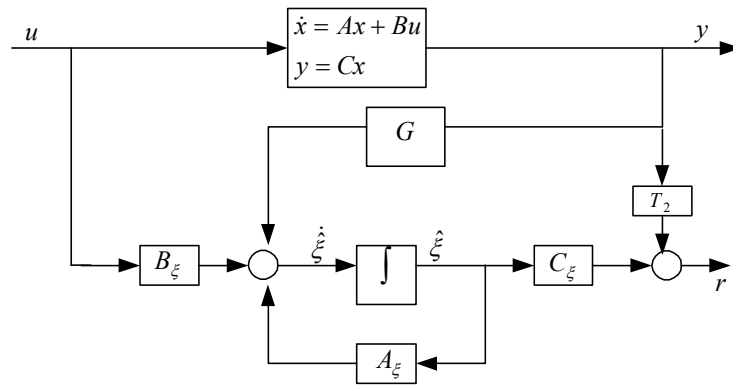 u
ẋ = Ax + Bu
y = Cx
y
G
T₂
B_ξ
ξ̂̇
∫
ξ̂
C_ξ
r
A_ξ